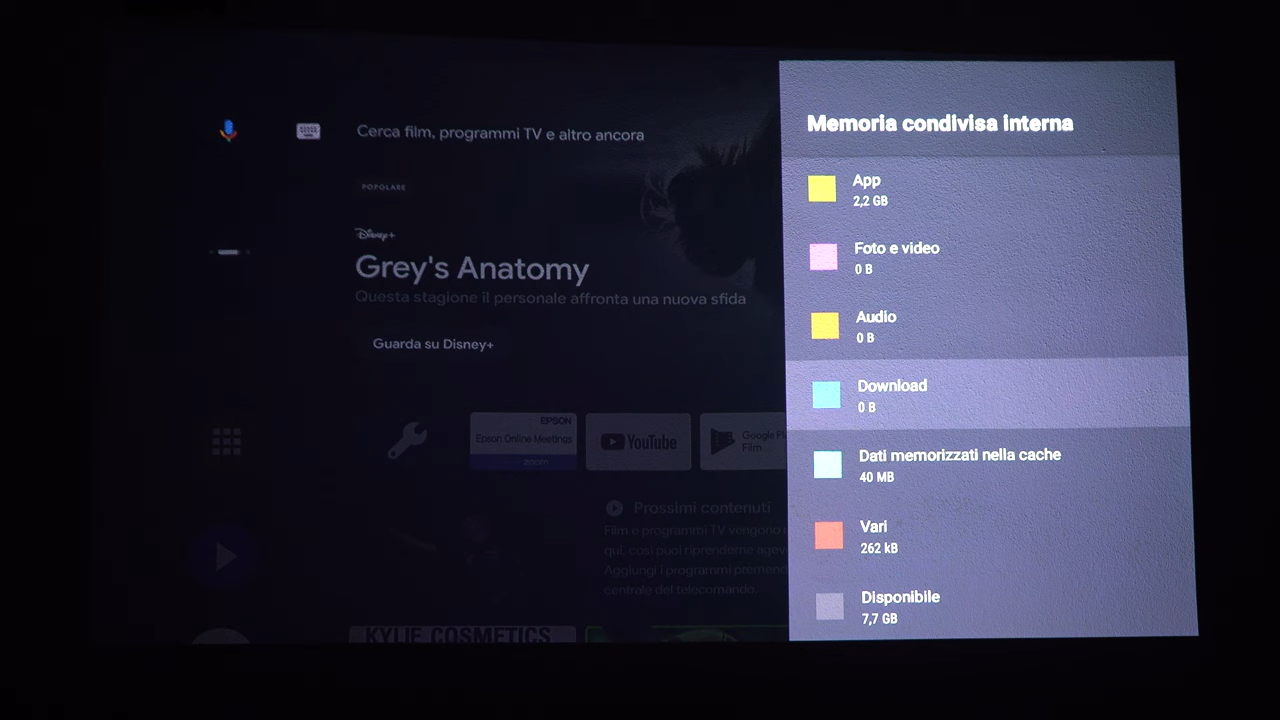 Cerca film, programmi TV e altro ancora
POPOLARE
Disney+
Grey's Anatomy
Questa stagione il personale affronta una nuova sfida
Guarda su Disney+
EPSON
Epson Online Meetings
zoom
YouTube
Google Pl
Film
Prossimi contenuti
Film e programmi TV vengono
qui, così puoi riprenderne agev
Aggiungi i programmi premend
centrale del telecomando.
KYLIE COSMETICS
Memoria condivisa interna
App
2,2 GB
Foto e video
0 B
Audio
0 B
Download
0 B
Dati memorizzati nella cache
40 MB
Vari
262 kB
Disponibile
7,7 GB